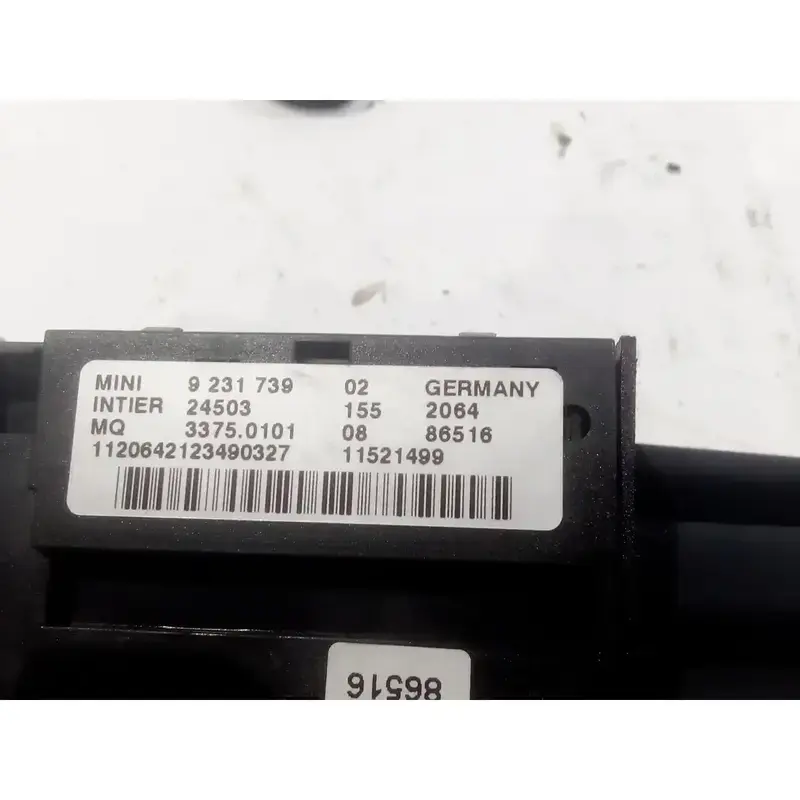 MINI 9 231 739 02 GERMANY
INTIER 24503 155 2064
MQ 3375.0101 08 86516
1120642123490327 11521499
86516